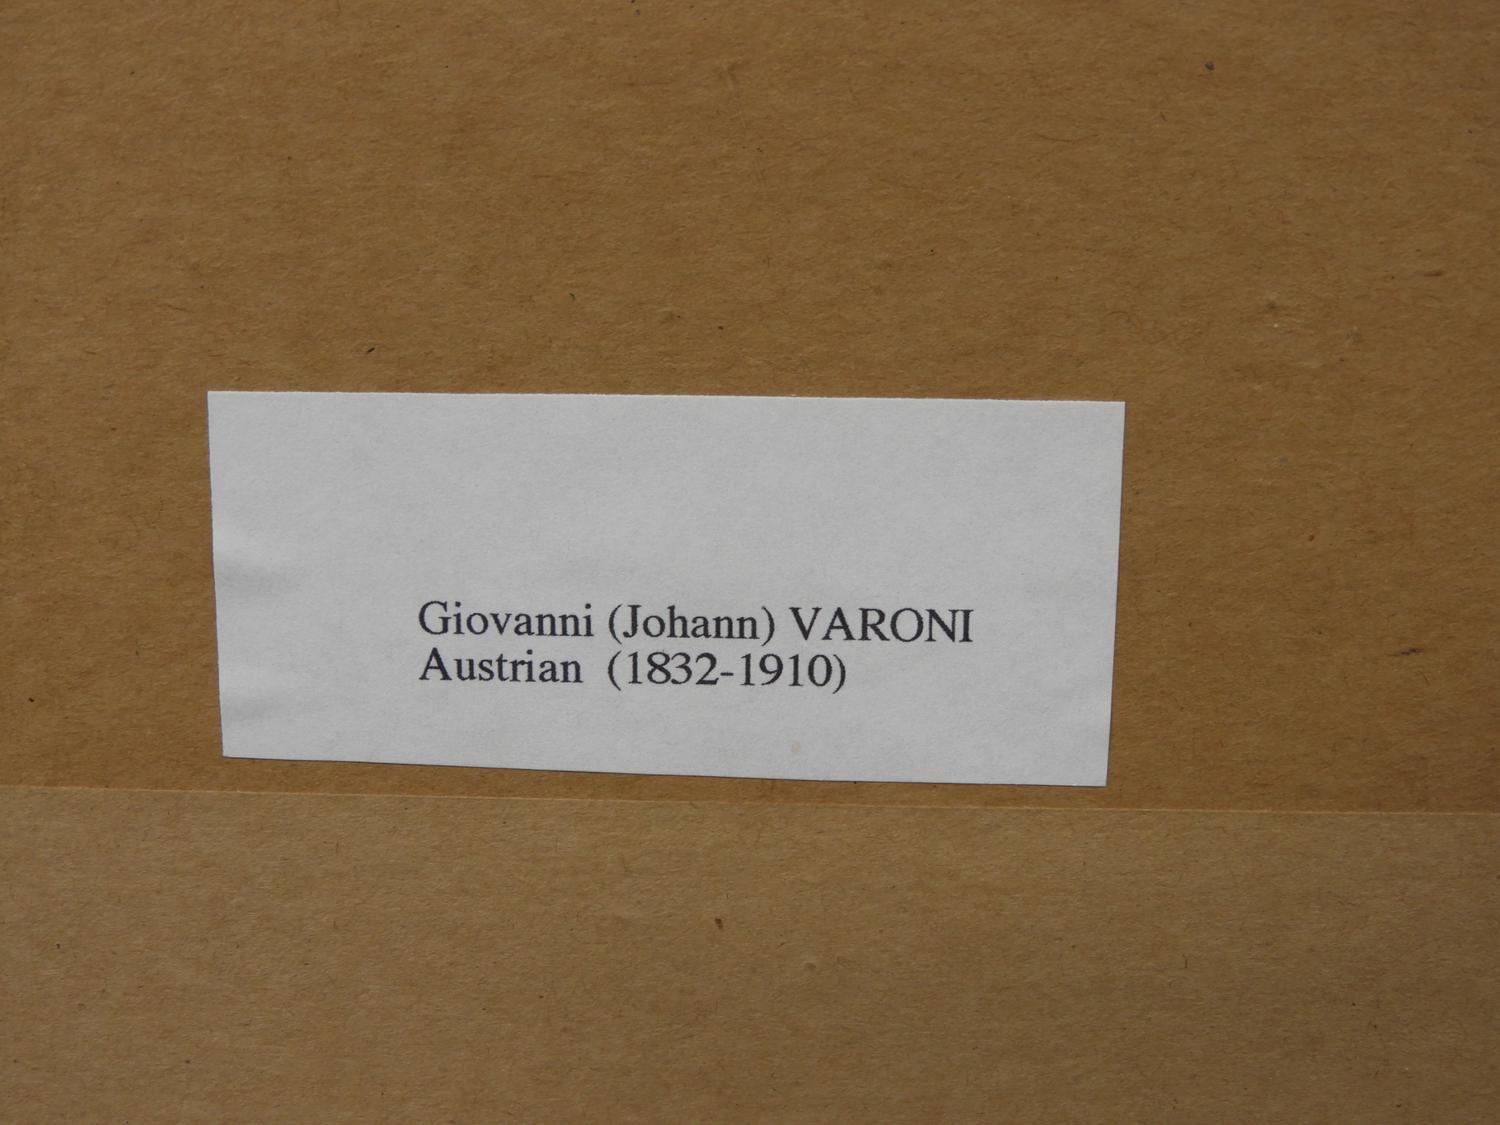 Giovanni (Johann) VARONI
Austrian (1832-1910)